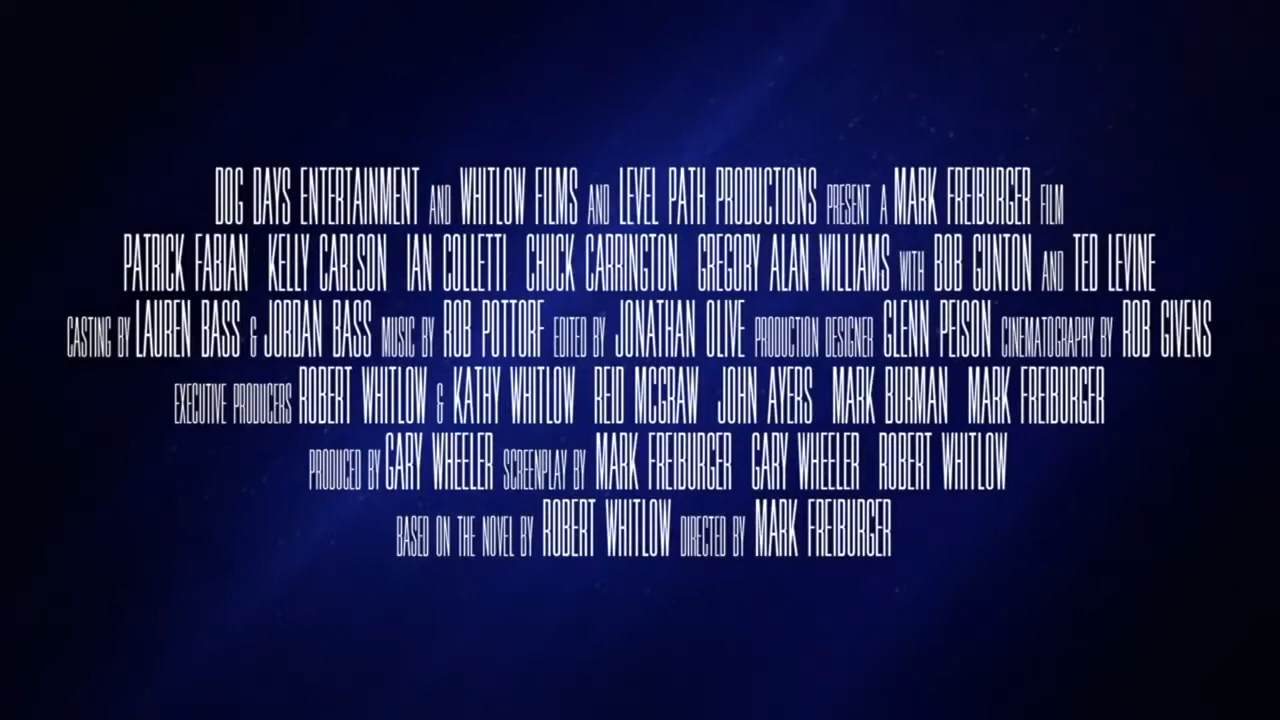 DOG DAYS ENTERTAINMENT AND WHITLOW FILMS AND LEVEL PATH PRODUCTIONS PRESENT A MARK FREIBURGER FILM
PATRICK FABIAN KELLY CARLSON IAN COLLETTI CHUCK CARRINGTON GREGORY ALAN WILLIAMS WITH BOB GUNTON AND TED LEVINE
CASTING BY LAUREN BASS & JORDAN BASS MUSIC BY ROB POTTORF EDITED BY JONATHAN OLIVE PRODUCTION DESIGNER GLENN PEISON CINEMATOGRAPHY BY ROB GIVENS
EXECUTIVE PRODUCERS ROBERT WHITLOW & KATHY WHITLOW REID MCGRAW JOHN AYERS MARK BURMAN MARK FREIBURGER
PRODUCED BY GARY WHEELER SCREENPLAY BY MARK FREIBURGER GARY WHEELER ROBERT WHITLOW
BASED ON THE NOVEL BY ROBERT WHITLOW DIRECTED BY MARK FREIBURGER